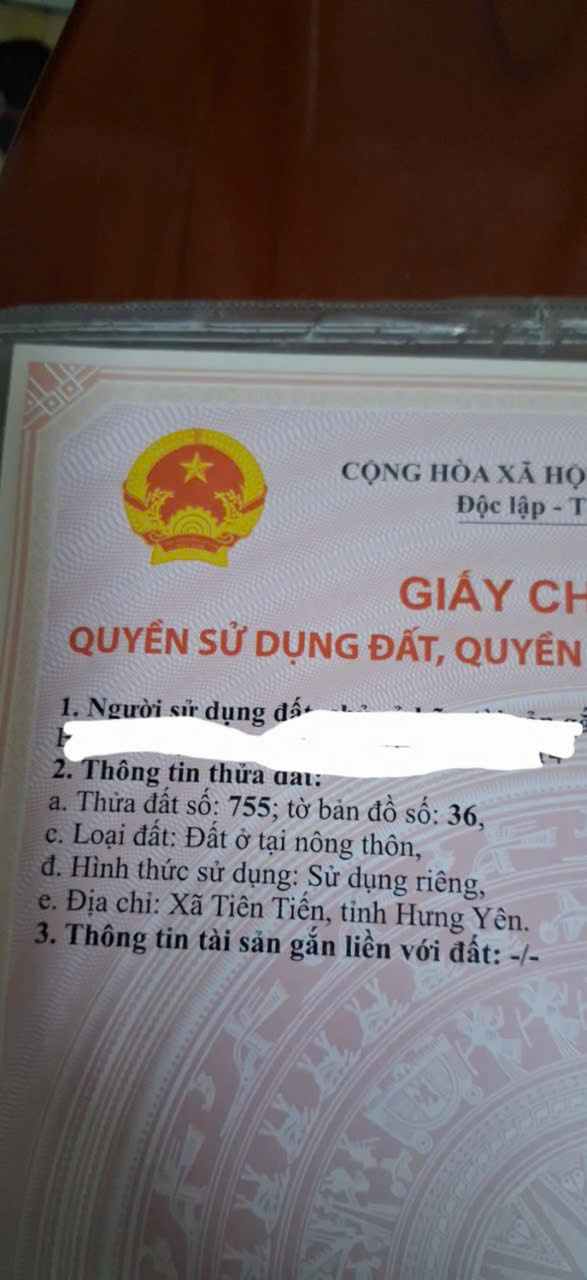 CỘNG HÒA XÃ HỘ
Độc lập - T
GIẤY CH
QUYỀN SỬ DỤNG ĐẤT, QUYỀN
1. Người sử dụng đất
2. Thông tin thửa đất:
a. Thửa đất số: 755; tờ bản đồ số: 36,
c. Loại đất: Đất ở tại nông thôn,
đ. Hình thức sử dụng: Sử dụng riêng,
e. Địa chỉ: Xã Tiên Tiến, tỉnh Hưng Yên.
3. Thông tin tài sản gắn liền với đất: -/-